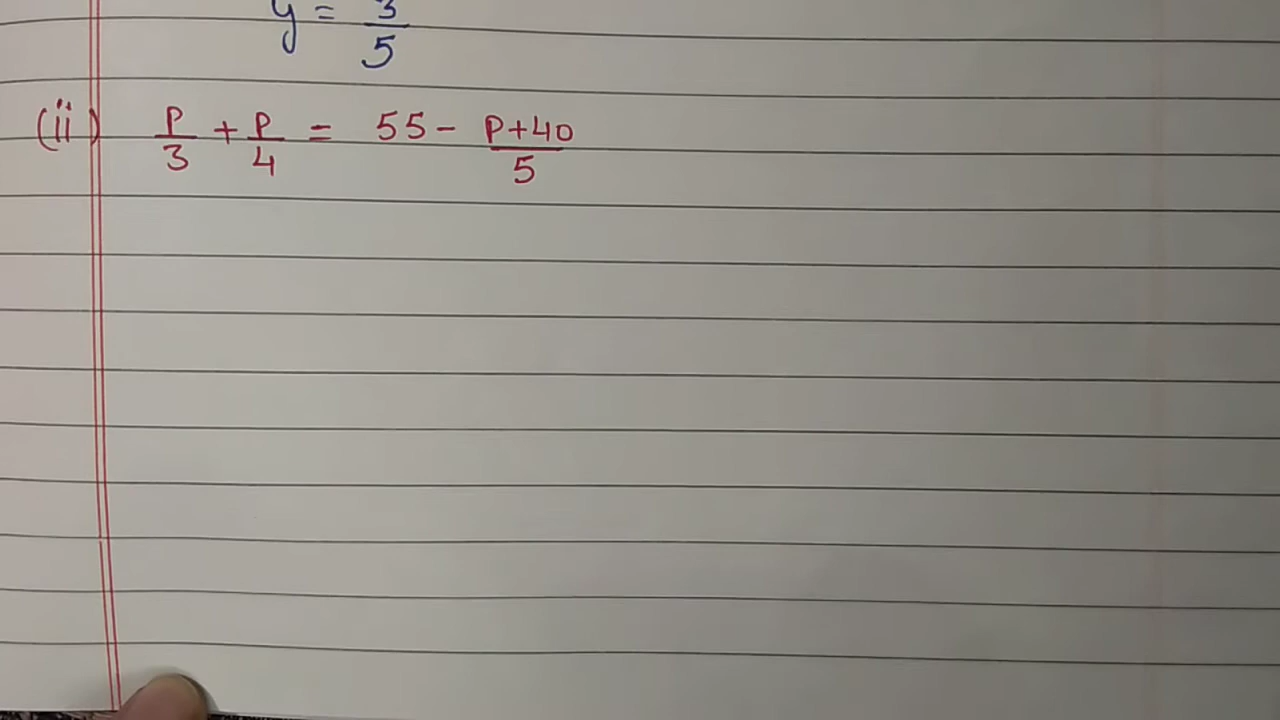 y = 3/5
(ii) P/3 + P/4 = 55 - P+40/5